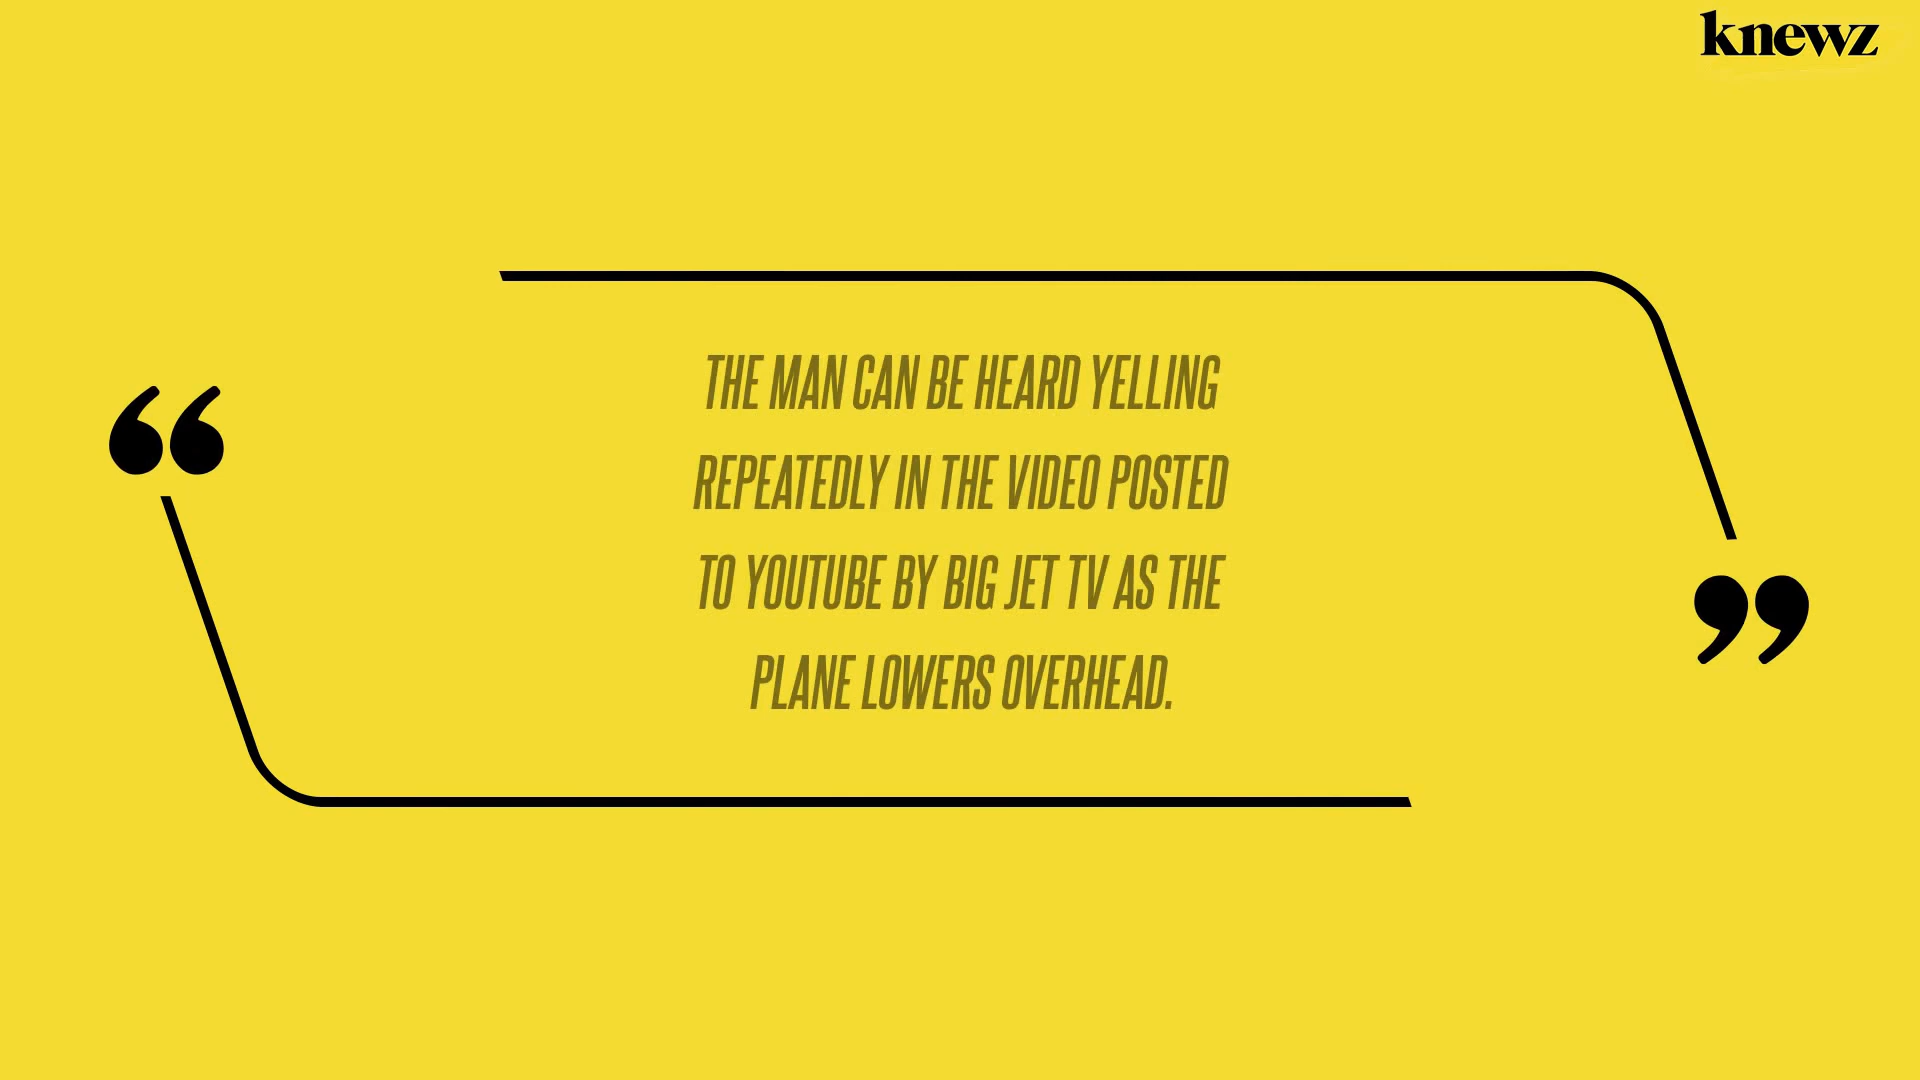 knewz
THE MAN CAN BE HEARD YELLING
REPEATEDLY IN THE VIDEO POSTED
TO YOUTUBE BY BIG JET TV AS THE
PLANE LOWERS OVERHEAD.